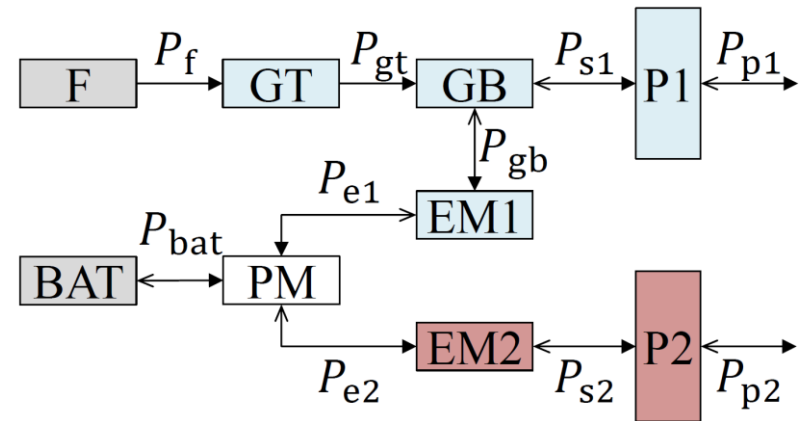 P_f P_gt P_s1 P_p1
F GT GB P1
P_gb
P_e1 EM1
P_bat
BAT PM
EM2 P2
P_e2 P_s2 P_p2